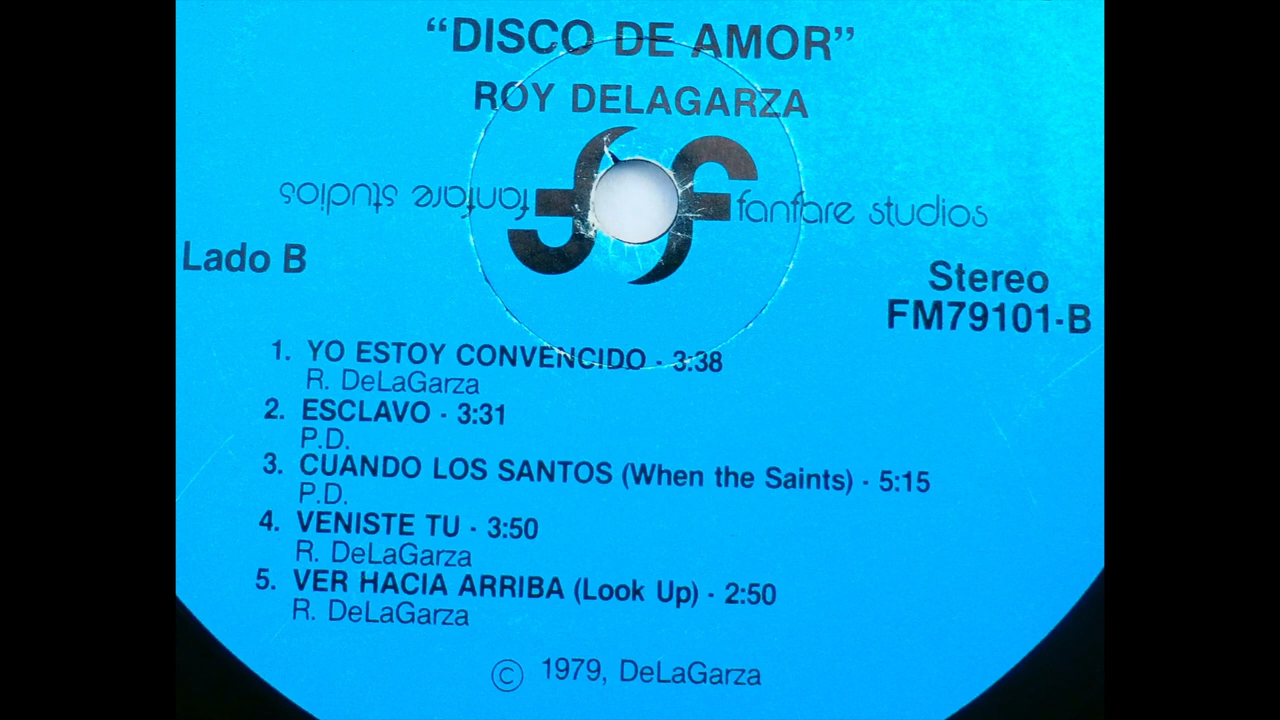 “DISCO DE AMOR”
ROY DELAGARZA
fanfare studios
fanfare studios
Lado B
Stereo
FM79101-B
1. YO ESTOY CONVENCIDO - 3:38
R. DeLaGarza
2. ESCLAVO - 3:31
P.D.
3. CUANDO LOS SANTOS (When the Saints) - 5:15
P.D.
4. VENISTE TU - 3:50
R. DeLaGarza
5. VER HACIA ARRIBA (Look Up) - 2:50
R. DeLaGarza
© 1979, DeLaGarza